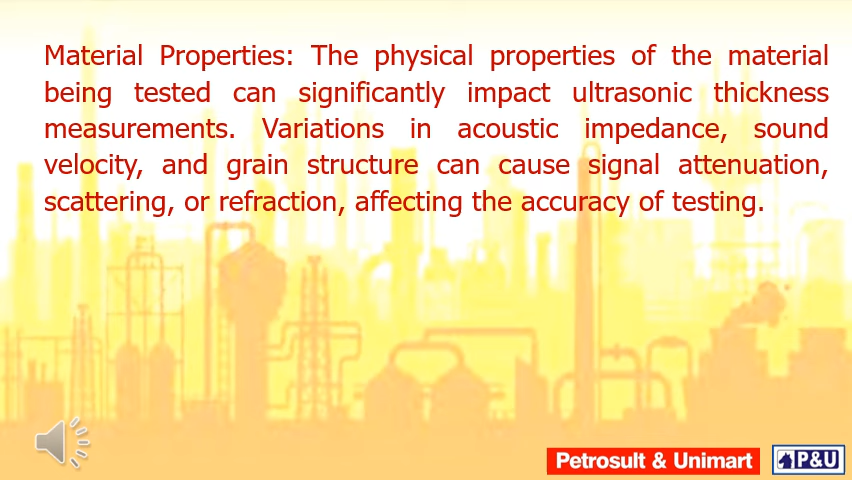 Material Properties: The physical properties of the material
being tested can significantly impact ultrasonic thickness
measurements. Variations in acoustic impedance, sound
velocity, and grain structure can cause signal attenuation,
scattering, or refraction, affecting the accuracy of testing.
Petrosult & Unimart
P&U